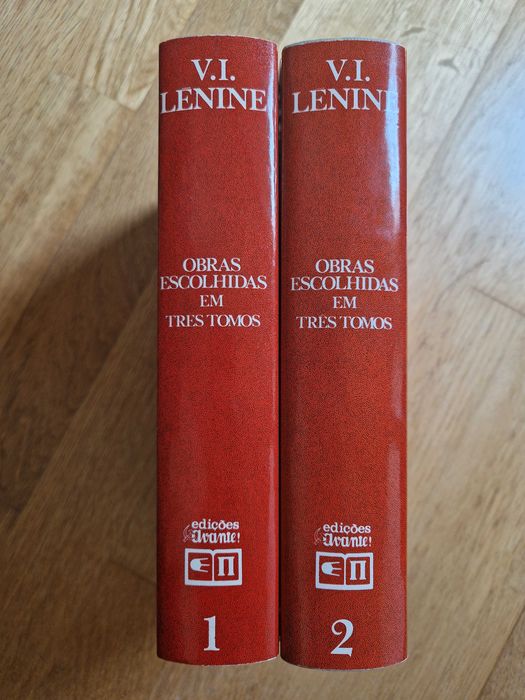 V.I.
LENINE
OBRAS
ESCOLHIDAS
EM
TRÊS TOMOS
edições
Avante!
1
V.I.
LENINE
OBRAS
ESCOLHIDAS
EM
TRÊS TOMOS
edições
Avante!
2